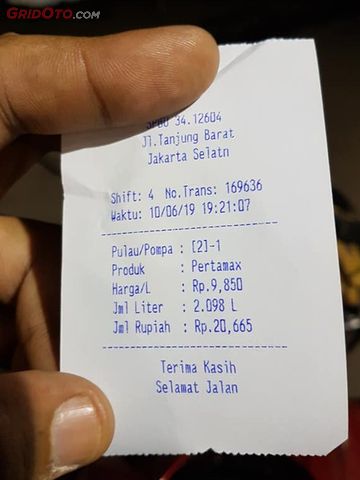 GRIDOTO.COM
SPBU 34.12604
Jl.Tanjung Barat
Jakarta Selatn
Shift: 4 No.Trans: 169636
Waktu: 10/06/19 19:21:07
Pulau/Pompa : [2]-1
Produk : Pertamax
Harga/L : Rp.9,850
Jml Liter : 2.098 L
Jml Rupiah : Rp.20,665
Terima Kasih
Selamat Jalan